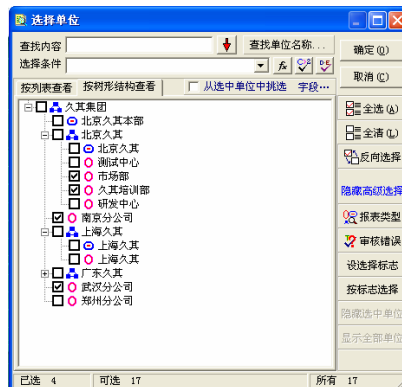 选择单位
查找内容
查找单位名称...
确定(O)
选择条件
取消(C)
按列表查看
按树形结构查看
从选中单位中挑选
字段...
久其集团
全选(A)
北京久其本部
北京久其
全清(L)
北京久其
测试中心
反向选择
市场部
久其培训部
隐藏高级选择
研发中心
南京分公司
报表类型
上海久其
上海久其
审核错误
上海久其
广东久其
设选择标志
武汉分公司
按标志选择
郑州分公司
隐藏选中单位
显示全部单位
已选 4
可选 17
所有 17